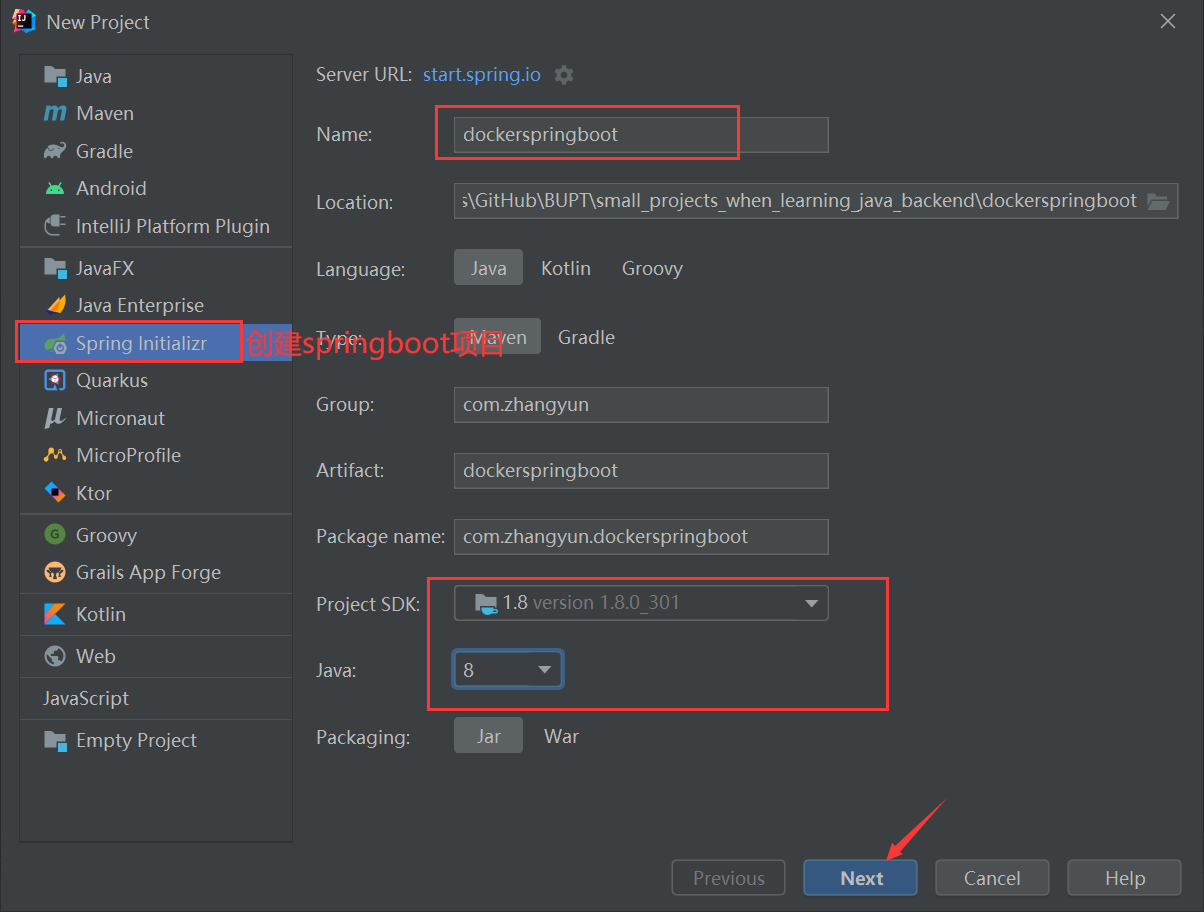 New Project
Java
Maven
Gradle
Android
IntelliJ Platform Plugin
JavaFX
Java Enterprise
Spring Initializr
创建springboot项目
Quarkus
Micronaut
MicroProfile
Ktor
Groovy
Grails App Forge
Kotlin
Web
JavaScript
Empty Project
Server URL: start.spring.io
Name: dockerspringboot
Location: s\GitHub\BUPT\small_projects_when_learning_java_backend\dockerspringboot
Language: Java Kotlin Groovy
Type: Maven Gradle
Group: com.zhangyun
Artifact: dockerspringboot
Package name: com.zhangyun.dockerspringboot
Project SDK: 1.8 version 1.8.0_301
Java: 8
Packaging: Jar War
Previous Next Cancel Help